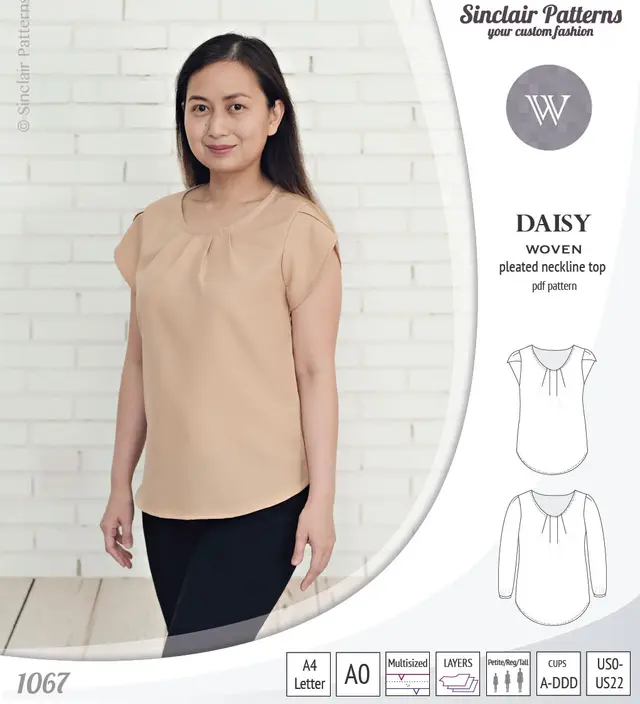 Sinclair Patterns
your custom fashion
© Sinclair Patterns
W
DAISY
WOVEN
pleated neckline top
pdf pattern
1067
A4
Letter
A0
Multisized
LAYERS
Petite/Reg/Tall
CUPS
A-DDD
US0-
US22